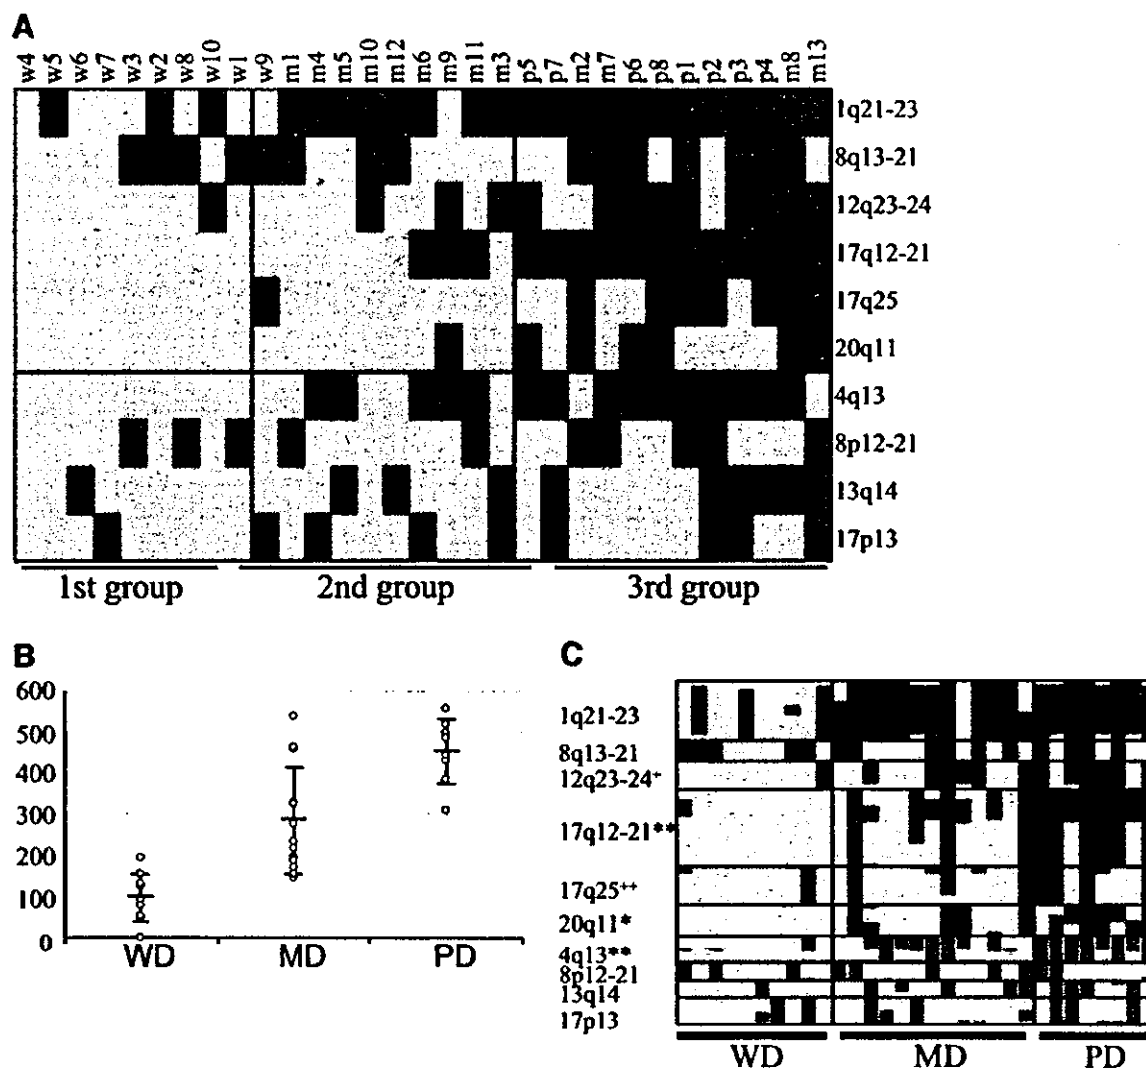 A
w4 w5 w6 w7 w3 w2 w8 w10 w1 w9 m1 m4 m5 m10 m12 m6 m9 m11 m3 p5 p7 m2 m7 p6 p8 p1 p2 p3 p4 m8 m13
1q21-23
8q13-21
12q23-24
17q12-21
17q25
20q11
4q13
8p12-21
13q14
17p13
1st group 2nd group 3rd group
B
600
500
400
300
200
100
0
WD MD PD
C
1q21-23
8q13-21
12q23-24+
17q12-21**
17q25++
20q11*
4q13**
8p12-21
13q14
17p13
WD MD PD